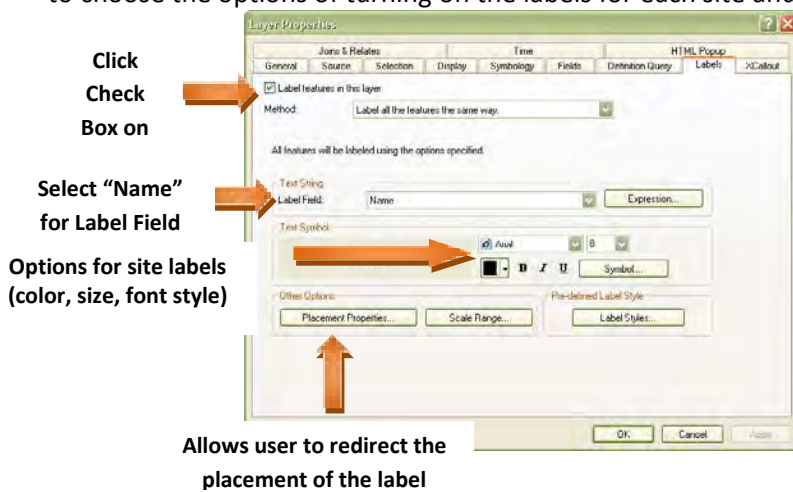 to choose the options of turning on the labels for each site and
Layer Properties
Joins & Relates Time HTML Popup
General Source Selection Display Symbology Fields Definition Query Labels XCallout
Click
Check
Box on
Label features in this layer
Method: Label all the features the same way.
All features will be labeled using the options specified.
Text String
Select “Name”
for Label Field
Label Field: Name Expression...
Text Symbol
Options for site labels
(color, size, font style)
Arial 8
B I U Symbol...
Other Options Pre-defined Label Style
Placement Properties... Scale Range... Label Styles...
OK Cancel Apply
Allows user to redirect the
placement of the label